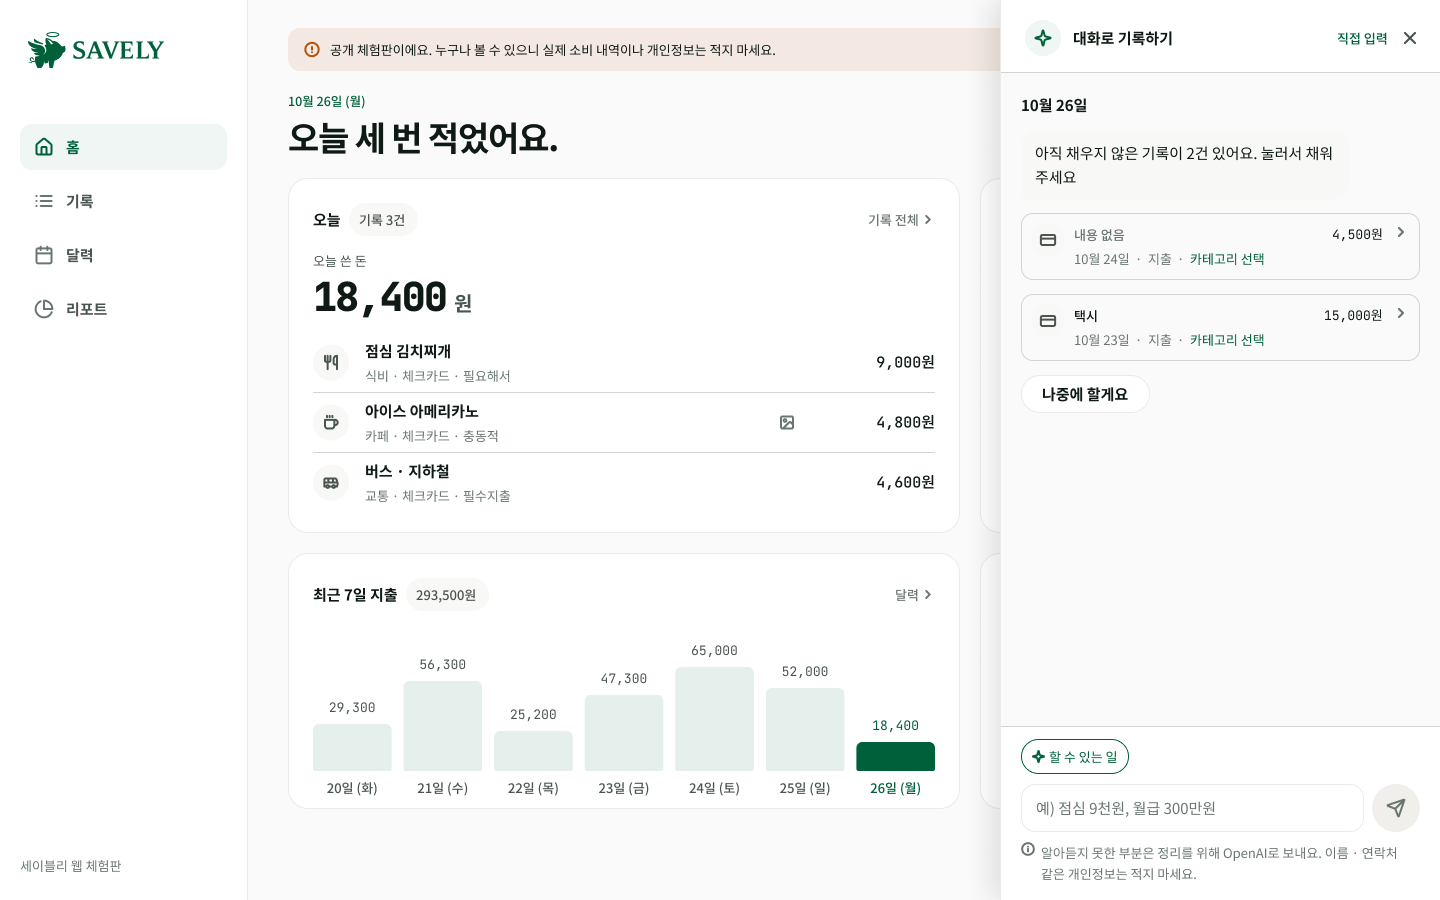 SAVELY
홈
기록
달력
리포트
세이블리 웹 체험판
공개 체험판이에요. 누구나 볼 수 있으니 실제 소비 내역이나 개인정보는 적지 마세요.
10월 26일 (월)
오늘 세 번 적었어요.
오늘
기록 3건
기록 전체
오늘 쓴 돈
18,400 원
점심 김치찌개
9,000원
식비 · 체크카드 · 필요해서
아이스 아메리카노
4,800원
카페 · 체크카드 · 충동적
버스 · 지하철
4,600원
교통 · 체크카드 · 필수지출
최근 7일 지출
293,500원
달력
29,300
56,300
25,200
47,300
65,000
52,000
18,400
20일 (화)
21일 (수)
22일 (목)
23일 (금)
24일 (토)
25일 (일)
26일 (월)
대화로 기록하기
직접 입력
10월 26일
아직 채우지 않은 기록이 2건 있어요. 눌러서 채워
주세요
내용 없음
4,500원
10월 24일 · 지출 · 카테고리 선택
택시
15,000원
10월 23일 · 지출 · 카테고리 선택
나중에 할게요
할 수 있는 일
예) 점심 9천원, 월급 300만원
알아듣지 못한 부분은 정리를 위해 OpenAI로 보내요. 이름 · 연락처
같은 개인정보는 적지 마세요.